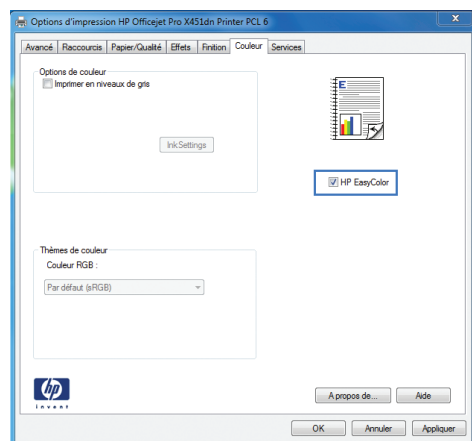 Options d'impression HP Officejet Pro X451dn Printer PCL 6
Avancé Raccourcis Papier/Qualité Effets Finition Couleur Services
Options de couleur
Imprimer en niveaux de gris
InkSettings
E
HP EasyColor
Thèmes de couleur
Couleur RGB :
Par défaut (sRGB)
hp
invent
A propos de... Aide
OK Annuler Appliquer